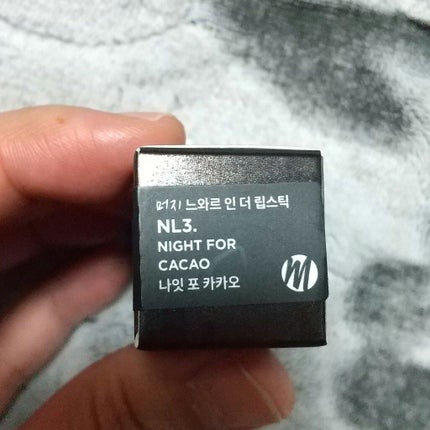 머지 느와르 인 더 립스틱
NL3.
NIGHT FOR
CACAO
나잇 포 카카오
M